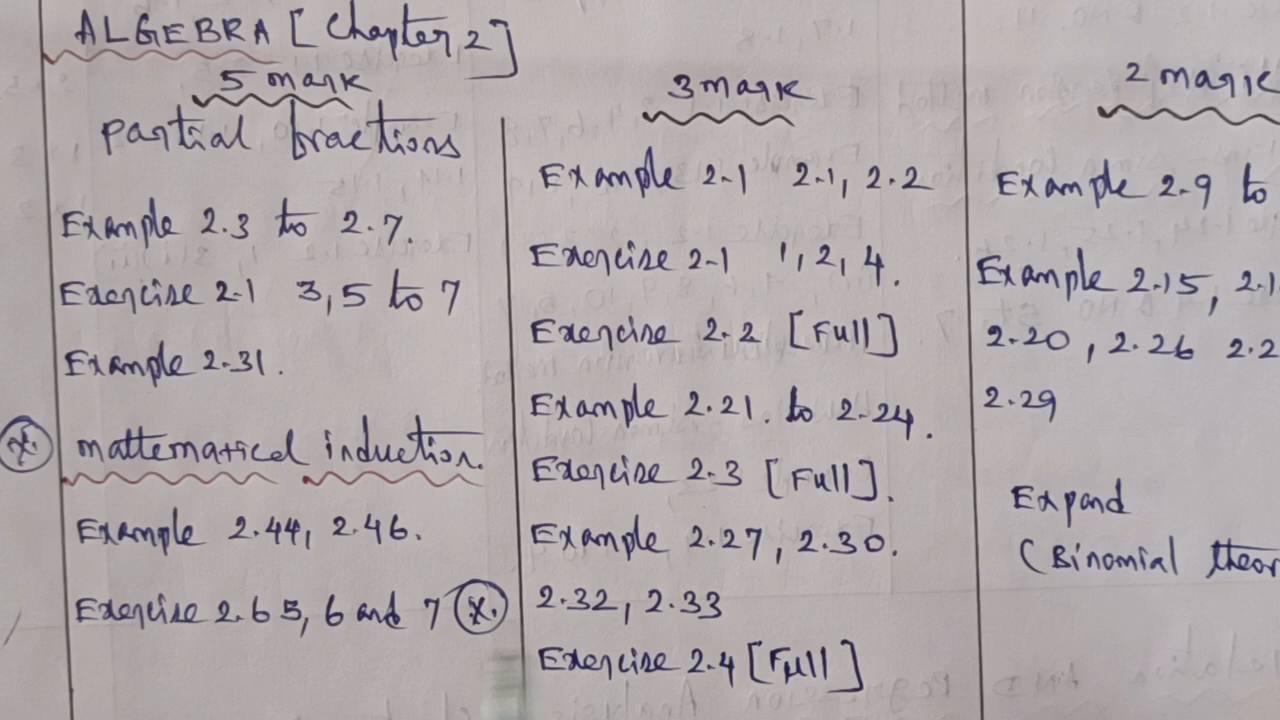 ALGEBRA [Chapter 2]
5 mark
Partial fractions
Example 2.3 to 2.7.
Exercise 2.1 3, 5 to 7
Example 2.31.
mathematical induction.
Example 2.44, 2.46.
Exercise 2.6 5, 6 and 7
3 mark
Example 2.1 2.1, 2.2
Exercise 2.1 1, 2, 4.
Exercise 2.2 [Full]
Example 2.21. to 2.24.
Exercise 2.3 [Full].
Example 2.27, 2.30.
2.32, 2.33
Exercise 2.4 [Full]
2 mark
Example 2.9 to
Example 2.15,
2.20, 2.26
2.29
Expand
(Binomial